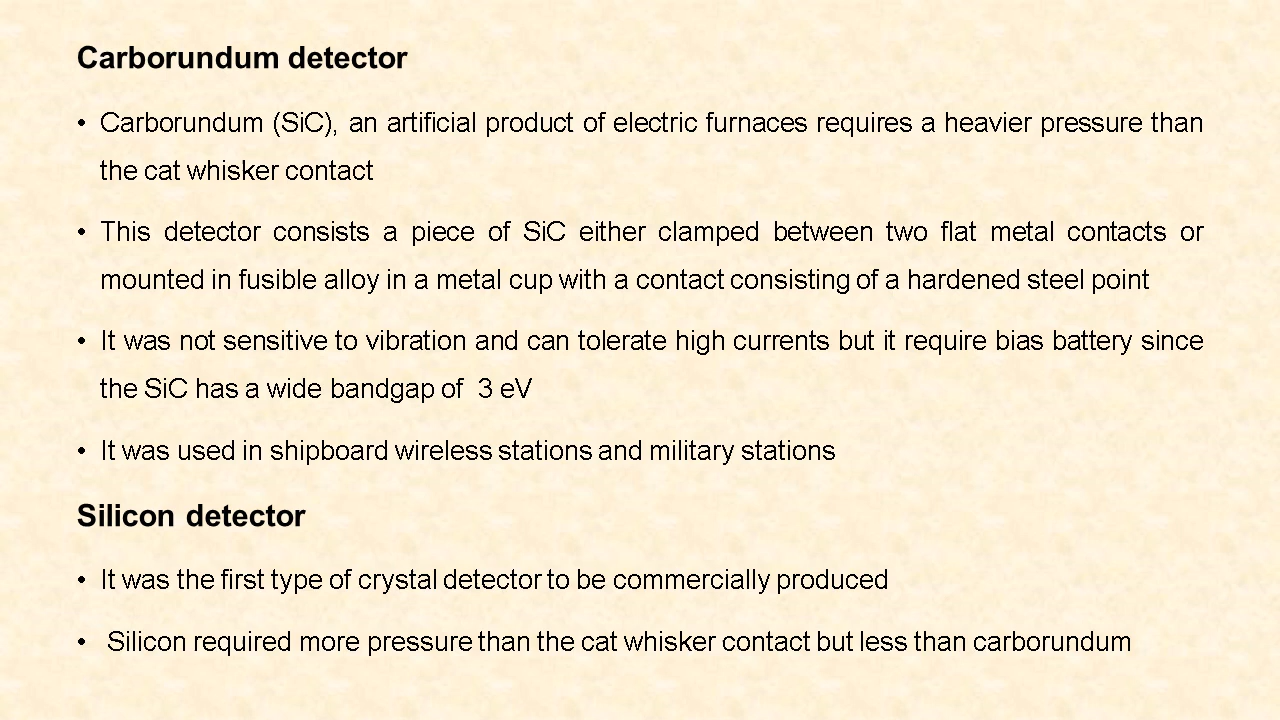 Carborundum detector
• Carborundum (SiC), an artificial product of electric furnaces requires a heavier pressure than
the cat whisker contact
• This detector consists a piece of SiC either clamped between two flat metal contacts or
mounted in fusible alloy in a metal cup with a contact consisting of a hardened steel point
• It was not sensitive to vibration and can tolerate high currents but it require bias battery since
the SiC has a wide bandgap of 3 eV
• It was used in shipboard wireless stations and military stations
Silicon detector
• It was the first type of crystal detector to be commercially produced
• Silicon required more pressure than the cat whisker contact but less than carborundum